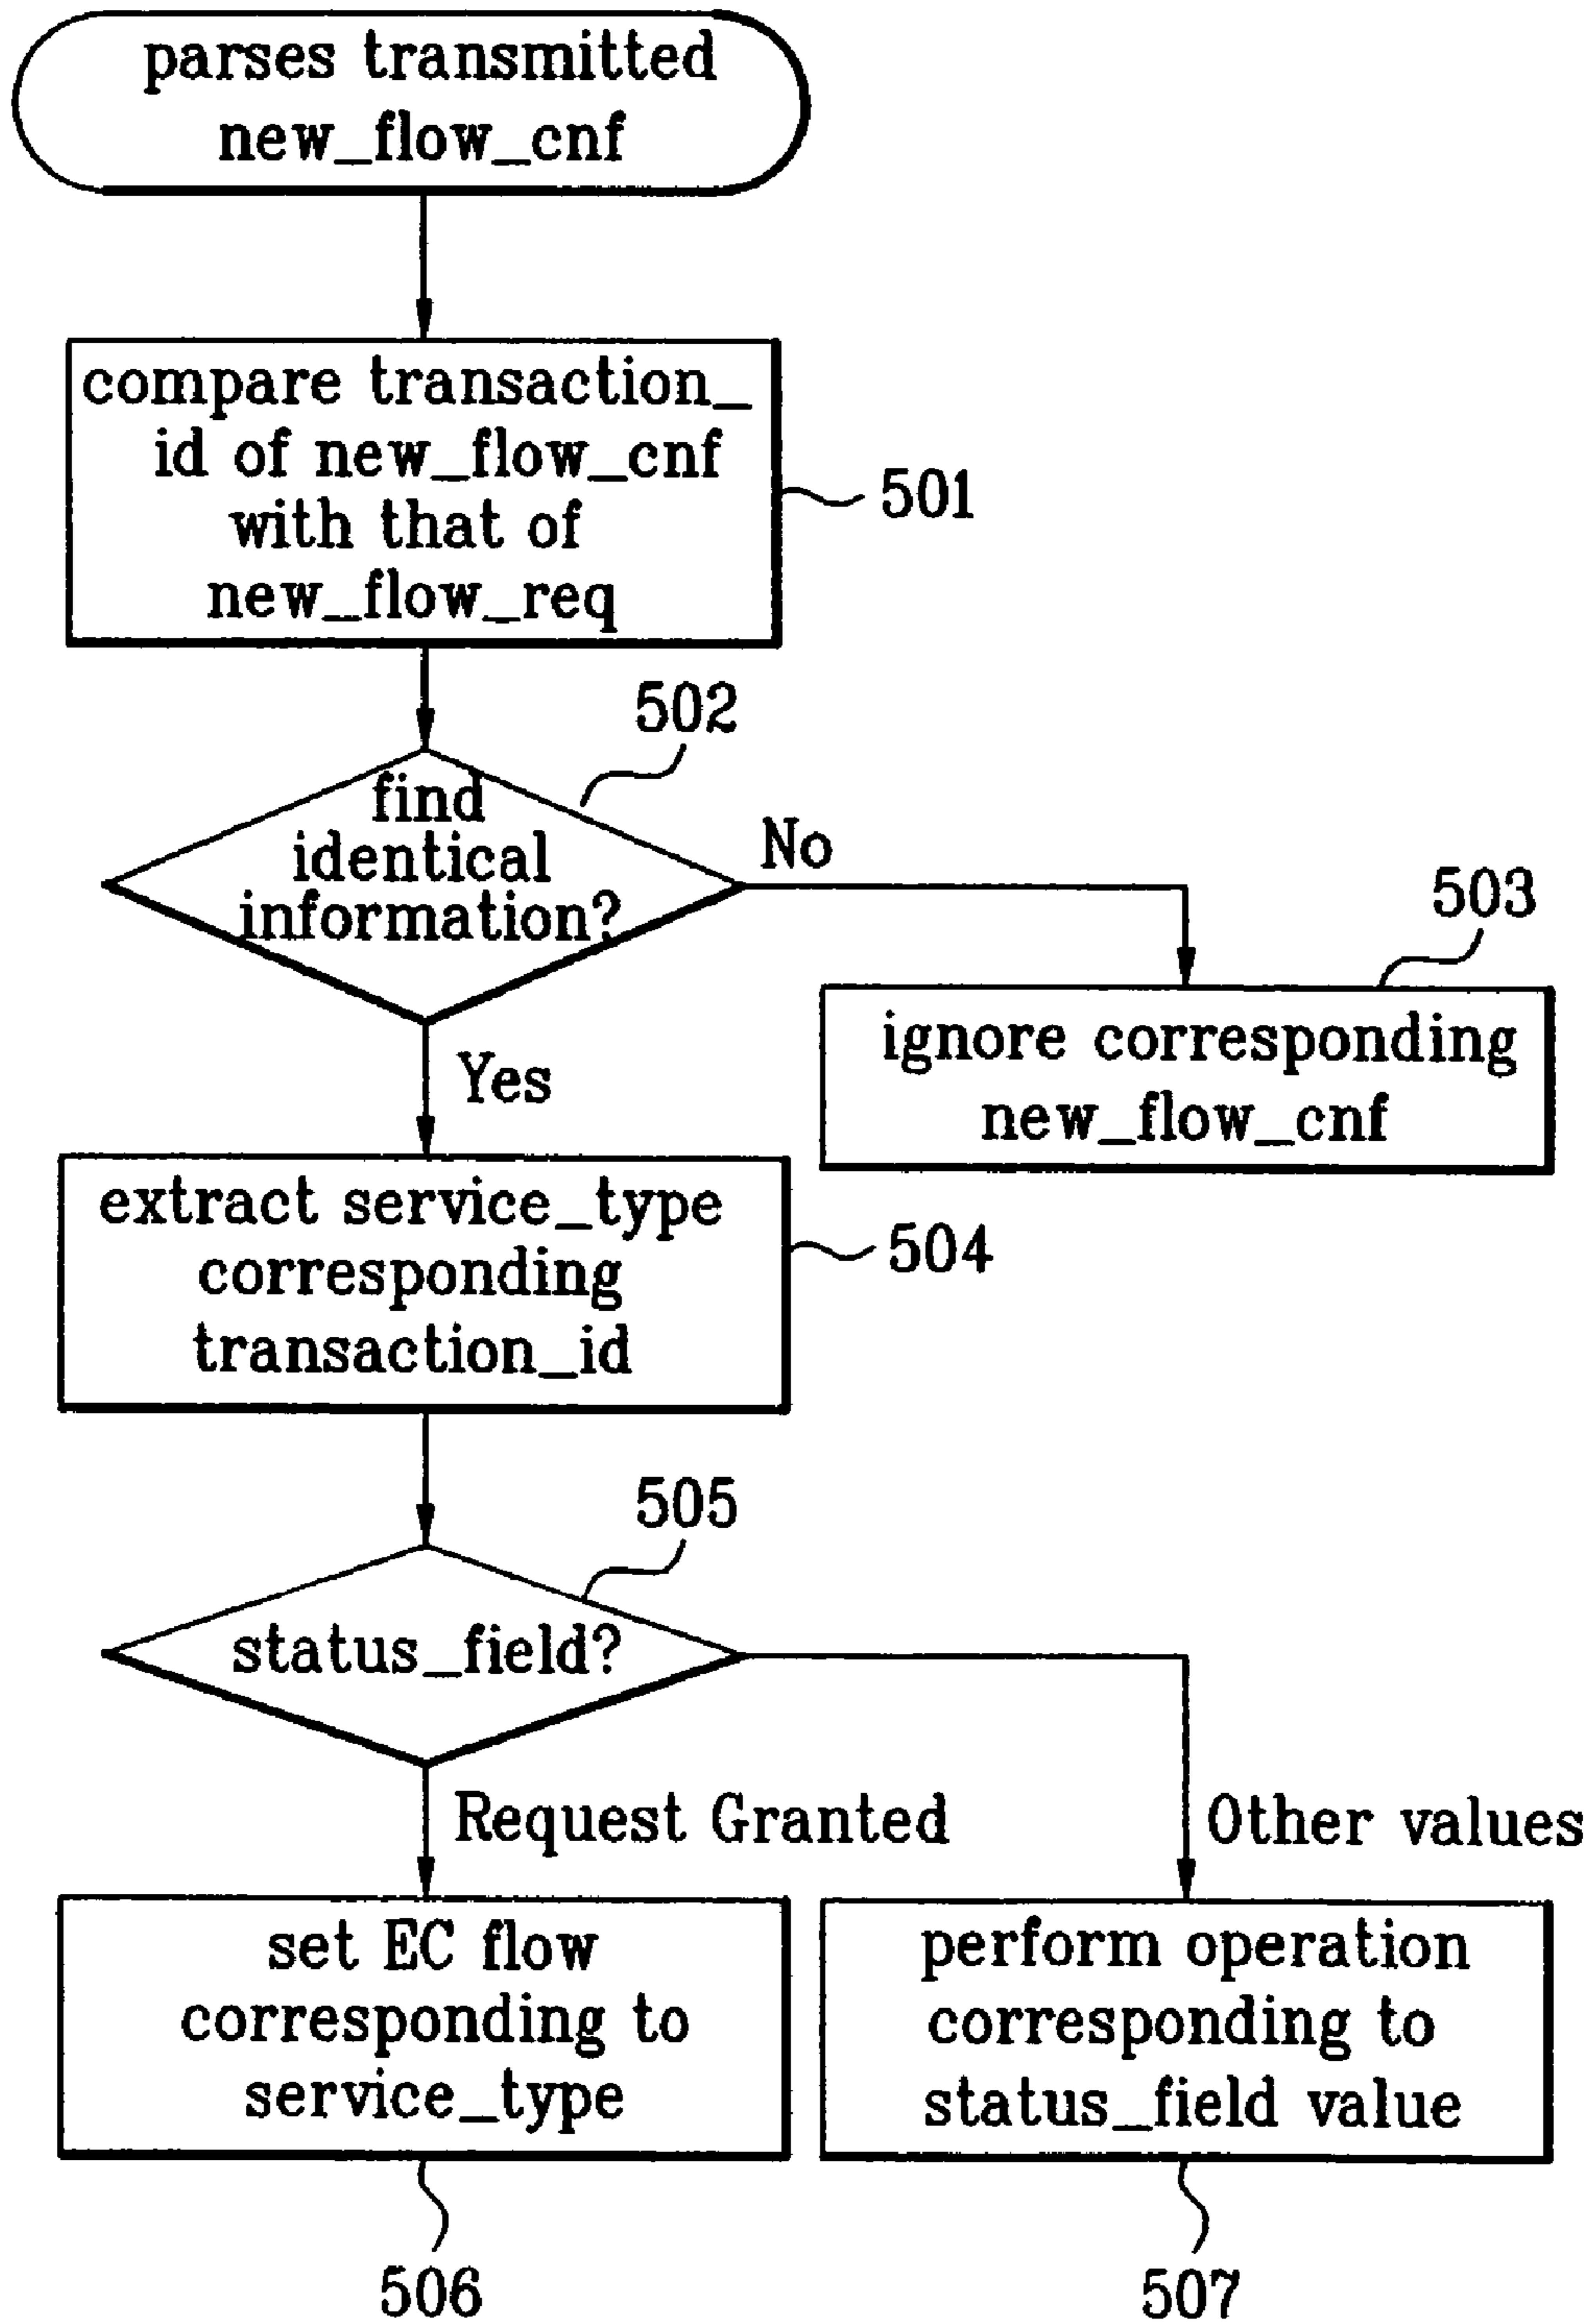 parses transmitted
new_flow_cnf
compare transaction_
id of new_flow_cnf
with that of
new_flow_req
501
502
find
identical
information?
No
503
ignore corresponding
new_flow_cnf
Yes
extract service_type
corresponding
transaction_id
504
505
status_field?
Request Granted
Other values
set EC flow
corresponding to
service_type
perform operation
corresponding to
status_field value
506
507